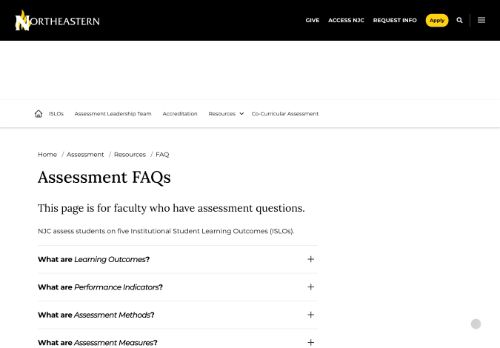 NORTHEASTERN
GIVE ACCESS NJC REQUEST INFO Apply
ISLOs Assessment Leadership Team Accreditation Resources Co-Curricular Assessment
Home / Assessment / Resources / FAQ
Assessment FAQs
This page is for faculty who have assessment questions.
NJC assess students on five Institutional Student Learning Outcomes (ISLOs).
What are Learning Outcomes?
What are Performance Indicators?
What are Assessment Methods?
What are Assessment Measures?